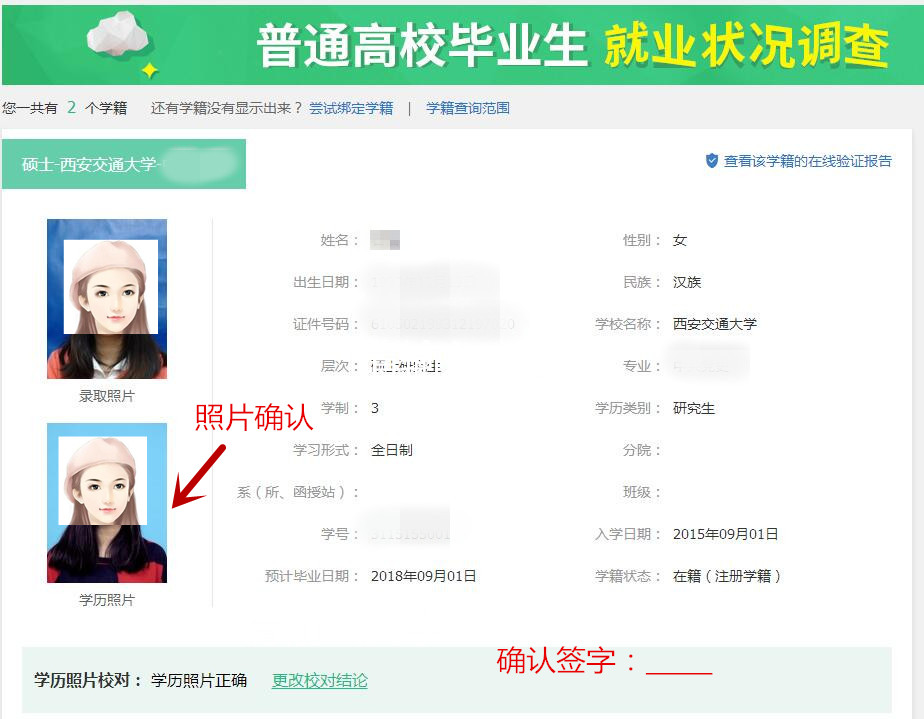 普通高校毕业生 就业状况调查
您一共有 2 个学籍 还有学籍没有显示出来？ 尝试绑定学籍 | 学籍查询范围
硕士-西安交通大学-
查看该学籍的在线验证报告
姓名： 性别： 女
出生日期： 民族： 汉族
证件号码： 学校名称： 西安交通大学
层次： 专业：
录取照片
照片确认
学制： 3 学历类别： 研究生
学习形式： 全日制 分院：
系（所、函授站）： 班级：
学号： 入学日期： 2015年09月01日
预计毕业日期： 2018年09月01日 学籍状态： 在籍（注册学籍）
学历照片
确认签字：_____
学历照片校对： 学历照片正确 更改校对结论